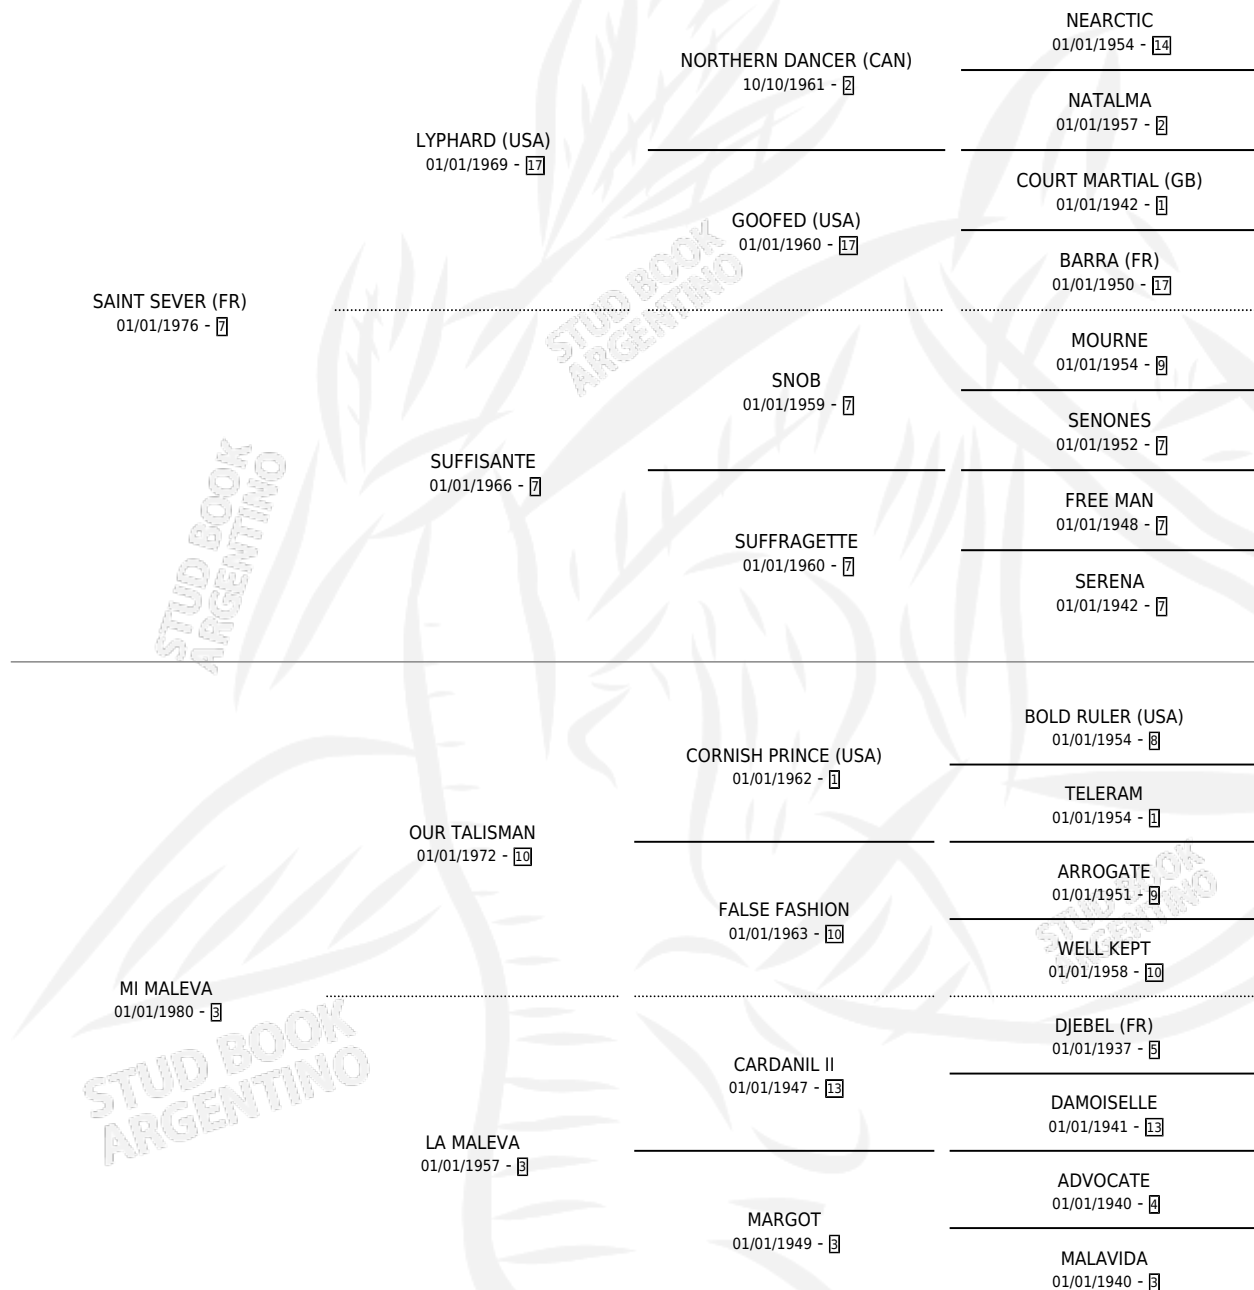 NEARCTIC
01/01/1954 - 14
NORTHERN DANCER (CAN)
10/10/1961 - 2
NATALMA
01/01/1957 - 2
LYPHARD (USA)
01/01/1969 - 17
COURT MARTIAL (GB)
01/01/1942 - 1
GOOFED (USA)
01/01/1960 - 17
BARRA (FR)
01/01/1950 - 17
SAINT SEVER (FR)
01/01/1976 - 7
MOURNE
01/01/1954 - 9
SNOB
01/01/1959 - 7
SENONES
01/01/1952 - 7
SUFFISANTE
01/01/1966 - 7
FREE MAN
01/01/1948 - 7
SUFFRAGETTE
01/01/1960 - 7
SERENA
01/01/1942 - 7
BOLD RULER (USA)
01/01/1954 - 8
CORNISH PRINCE (USA)
01/01/1962 - 1
TELERAM
01/01/1954 - 1
OUR TALISMAN
01/01/1972 - 10
ARROGATE
01/01/1951 - 9
FALSE FASHION
01/01/1963 - 10
WELL KEPT
01/01/1958 - 10
MI MALEVA
01/01/1980 - 3
DJEBEL (FR)
01/01/1937 - 5
CARDANIL II
01/01/1947 - 13
DAMOISELLE
01/01/1941 - 13
LA MALEVA
01/01/1957 - 3
ADVOCATE
01/01/1940 - 4
MARGOT
01/01/1949 - 3
MALAVIDA
01/01/1940 - 3
STUD BOOK
ARGENTINO
STUD BOOK
ARGENTINO
STUD BOOK
ARGENTINO
STUD BOOK
ARGENTINO